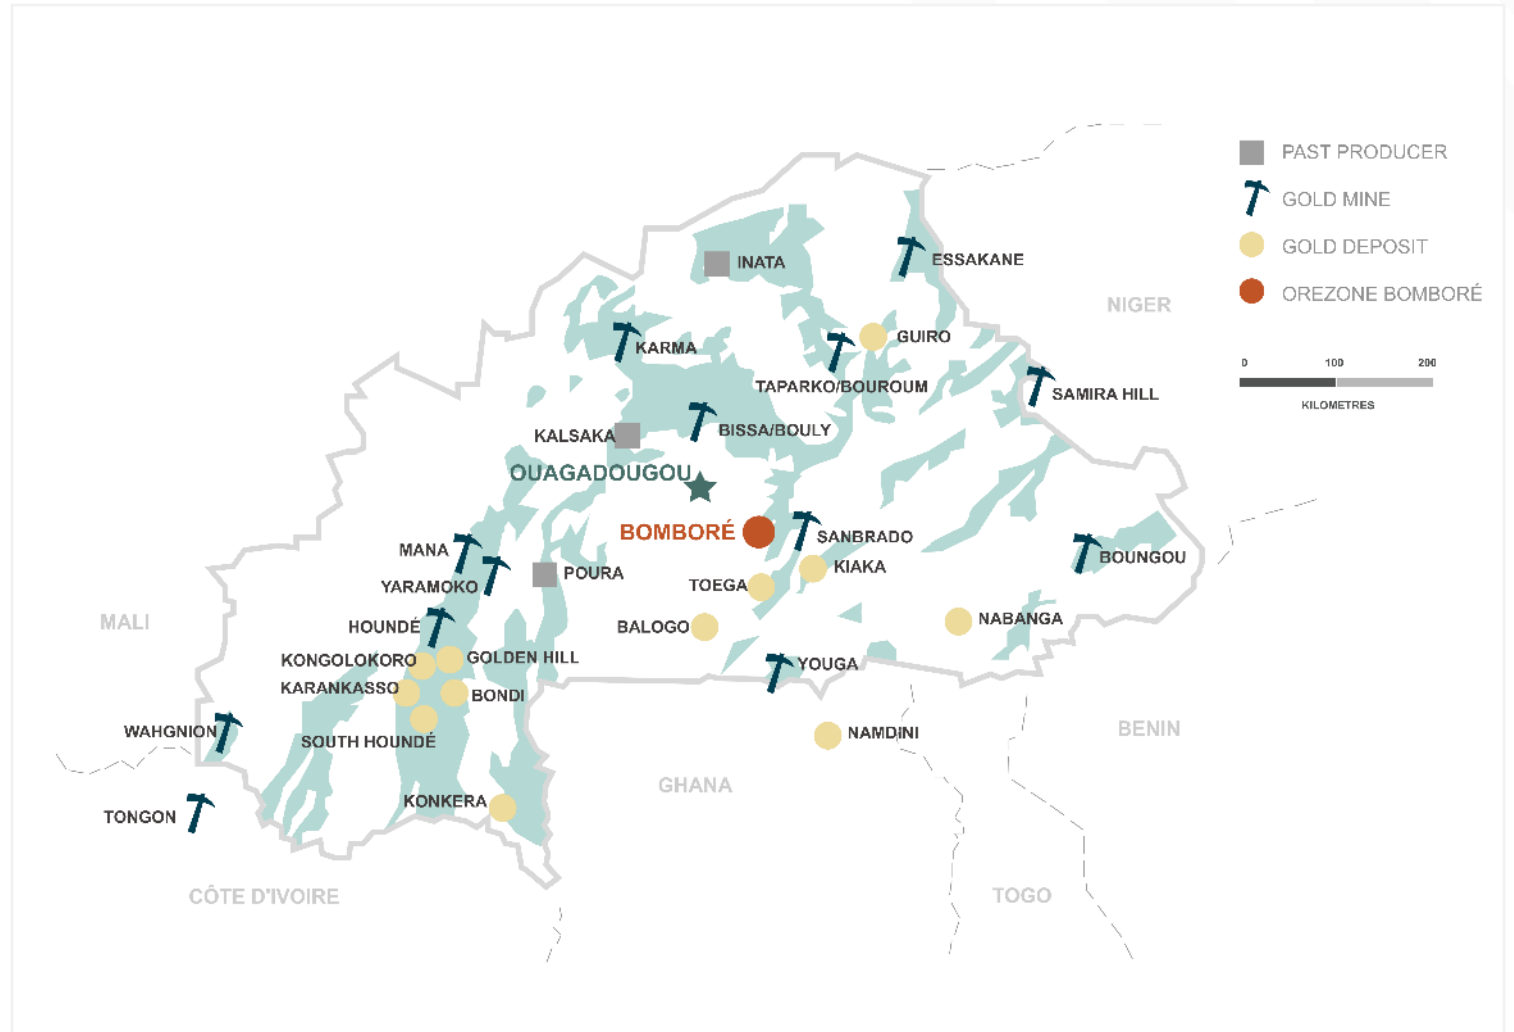 PAST PRODUCER
GOLD MINE
GOLD DEPOSIT
OREZONE BOMBORÉ
0 100 200
KILOMETRES
INATA
ESSAKANE
NIGER
GUIRO
KARMA
TAPARKO/BOUROUM
SAMIRA HILL
KALSAKA
BISSA/BOULY
OUAGADOUGOU
BOMBORÉ
SANBRADO
MANA
BOUNGOU
KIAKA
POURA
YARAMOKO
TOEGA
MALI
HOUNDÉ
BALOGO
NABANGA
KONGOLOKORO
GOLDEN HILL
YOUGA
KARANKASSO
BONDI
WAHGNION
SOUTH HOUNDÉ
NAMDINI
BENIN
GHANA
KONKERA
TONGON
CÔTE D'IVOIRE
TOGO